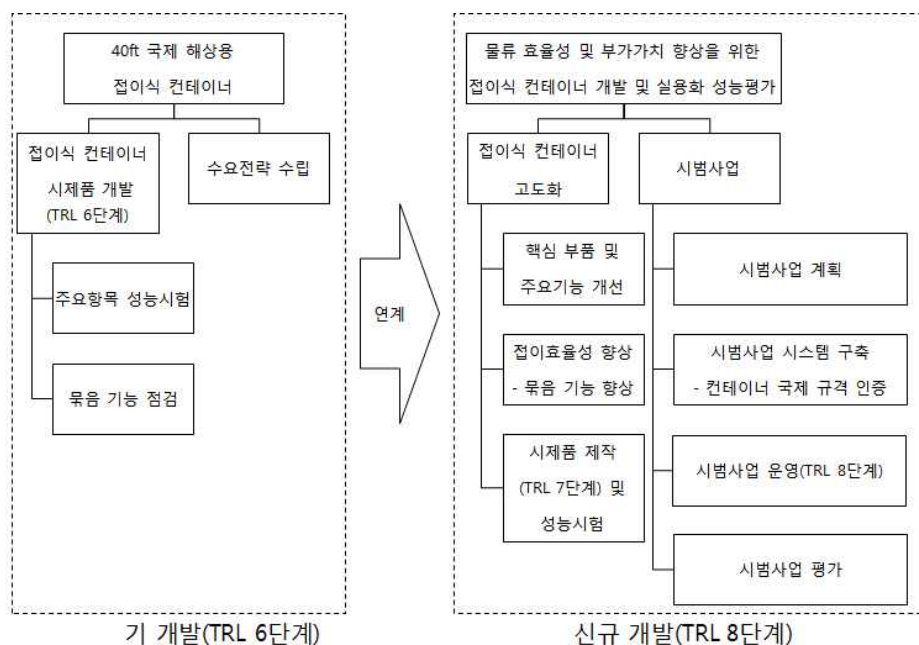 40ft 국제 해상용
접이식 컨테이너
접이식 컨테이너
시제품 개발
(TRL 6단계)
수요전략 수립
주요항목 성능시험
묶음 기능 점검
연계
물류 효율성 및 부가가치 향상을 위한
접이식 컨테이너 개발 및 실용화 성능평가
접이식 컨테이너
고도화
시범사업
핵심 부품 및
주요기능 개선
시범사업 계획
접이효율성 향상
- 묶음 기능 향상
시범사업 시스템 구축
- 컨테이너 국제 규격 인증
시제품 제작
(TRL 7단계) 및
성능시험
시범사업 운영(TRL 8단계)
시범사업 평가
기 개발(TRL 6단계)
신규 개발(TRL 8단계)